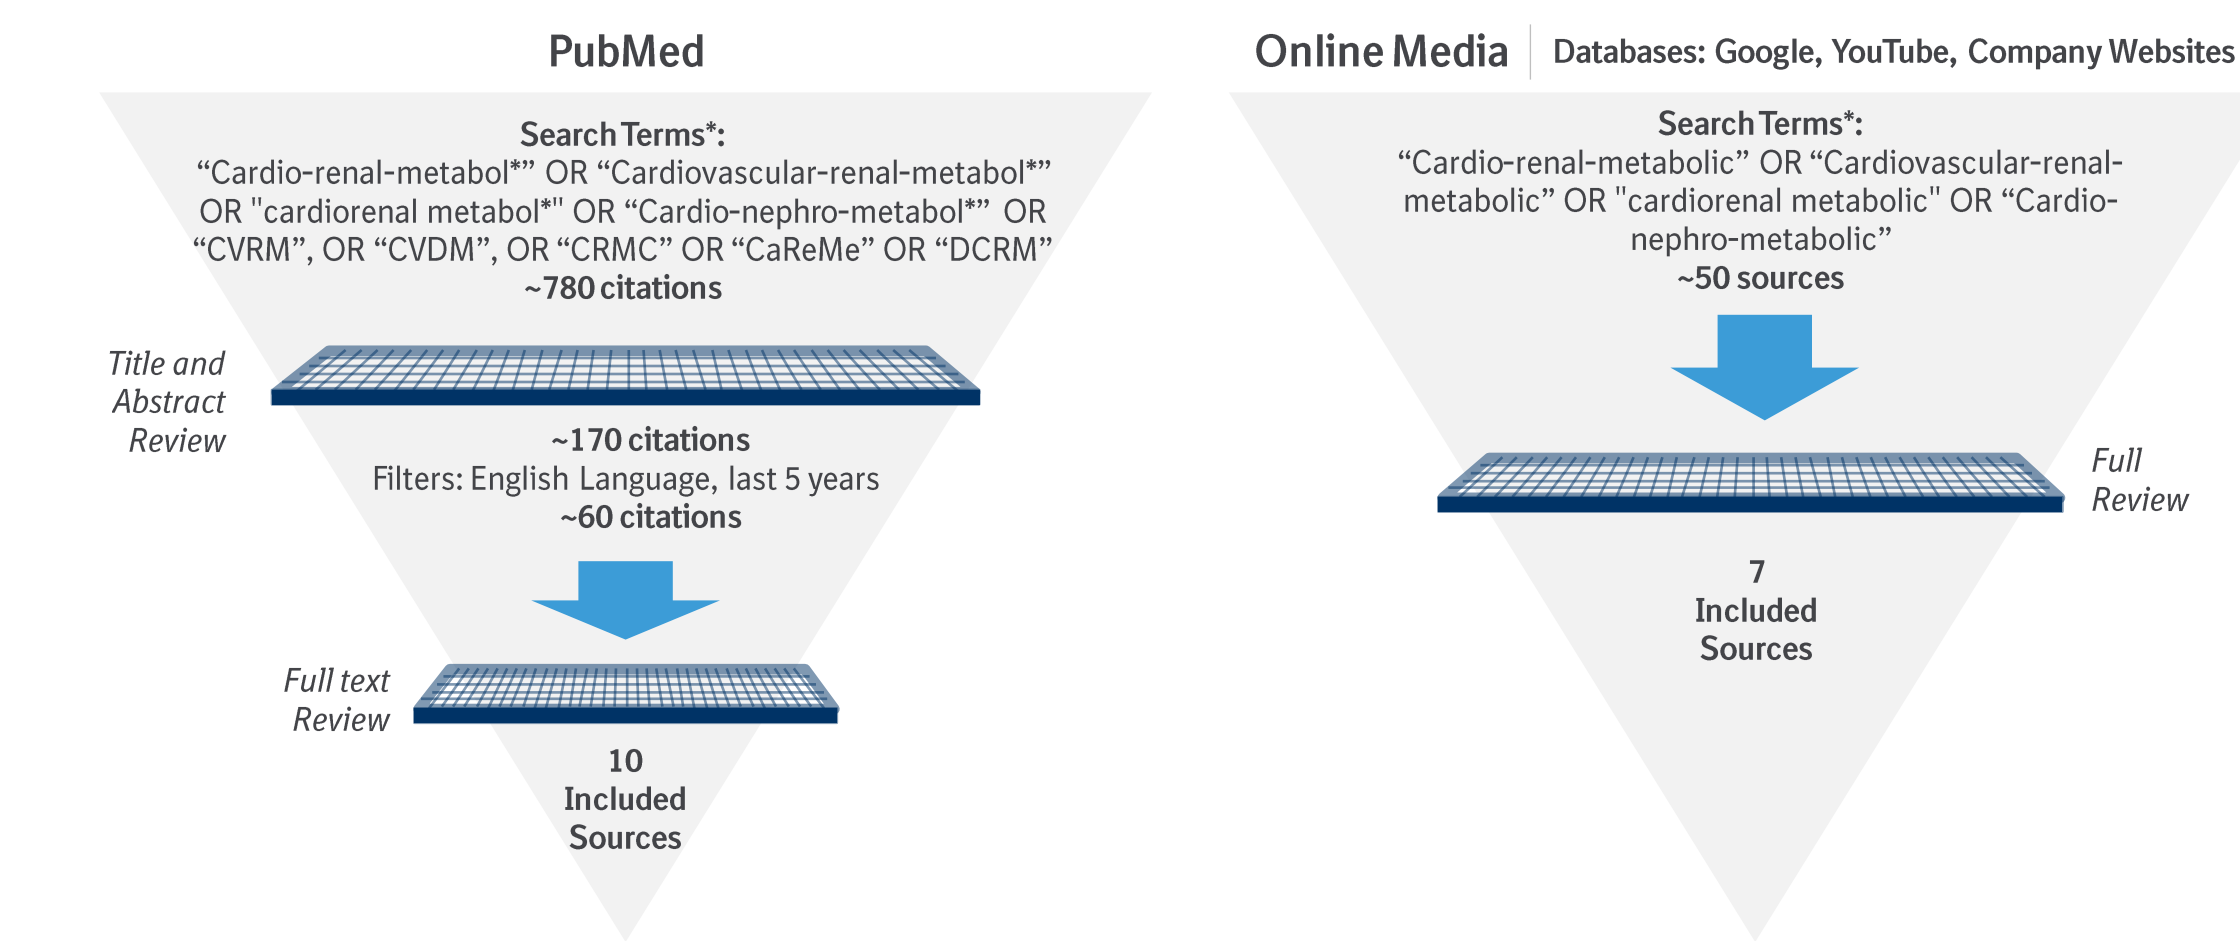 PubMed
Search Terms*:
“Cardio-renal-metabol*” OR “Cardiovascular-renal-metabol*”
OR "cardiorenal metabol*" OR “Cardio-nephro-metabol*” OR
“CVRM”, OR “CVDM”, OR “CRMC” OR “CaReMe” OR “DCRM”
~780 citations
Title and
Abstract
Review
~170 citations
Filters: English Language, last 5 years
~60 citations
Full text
Review
10
Included
Sources
Online Media | Databases: Google, YouTube, Company Websites
Search Terms*:
“Cardio-renal-metabolic” OR “Cardiovascular-renal-
metabolic” OR "cardiorenal metabolic" OR “Cardio-
nephro-metabolic”
~50 sources
Full
Review
7
Included
Sources